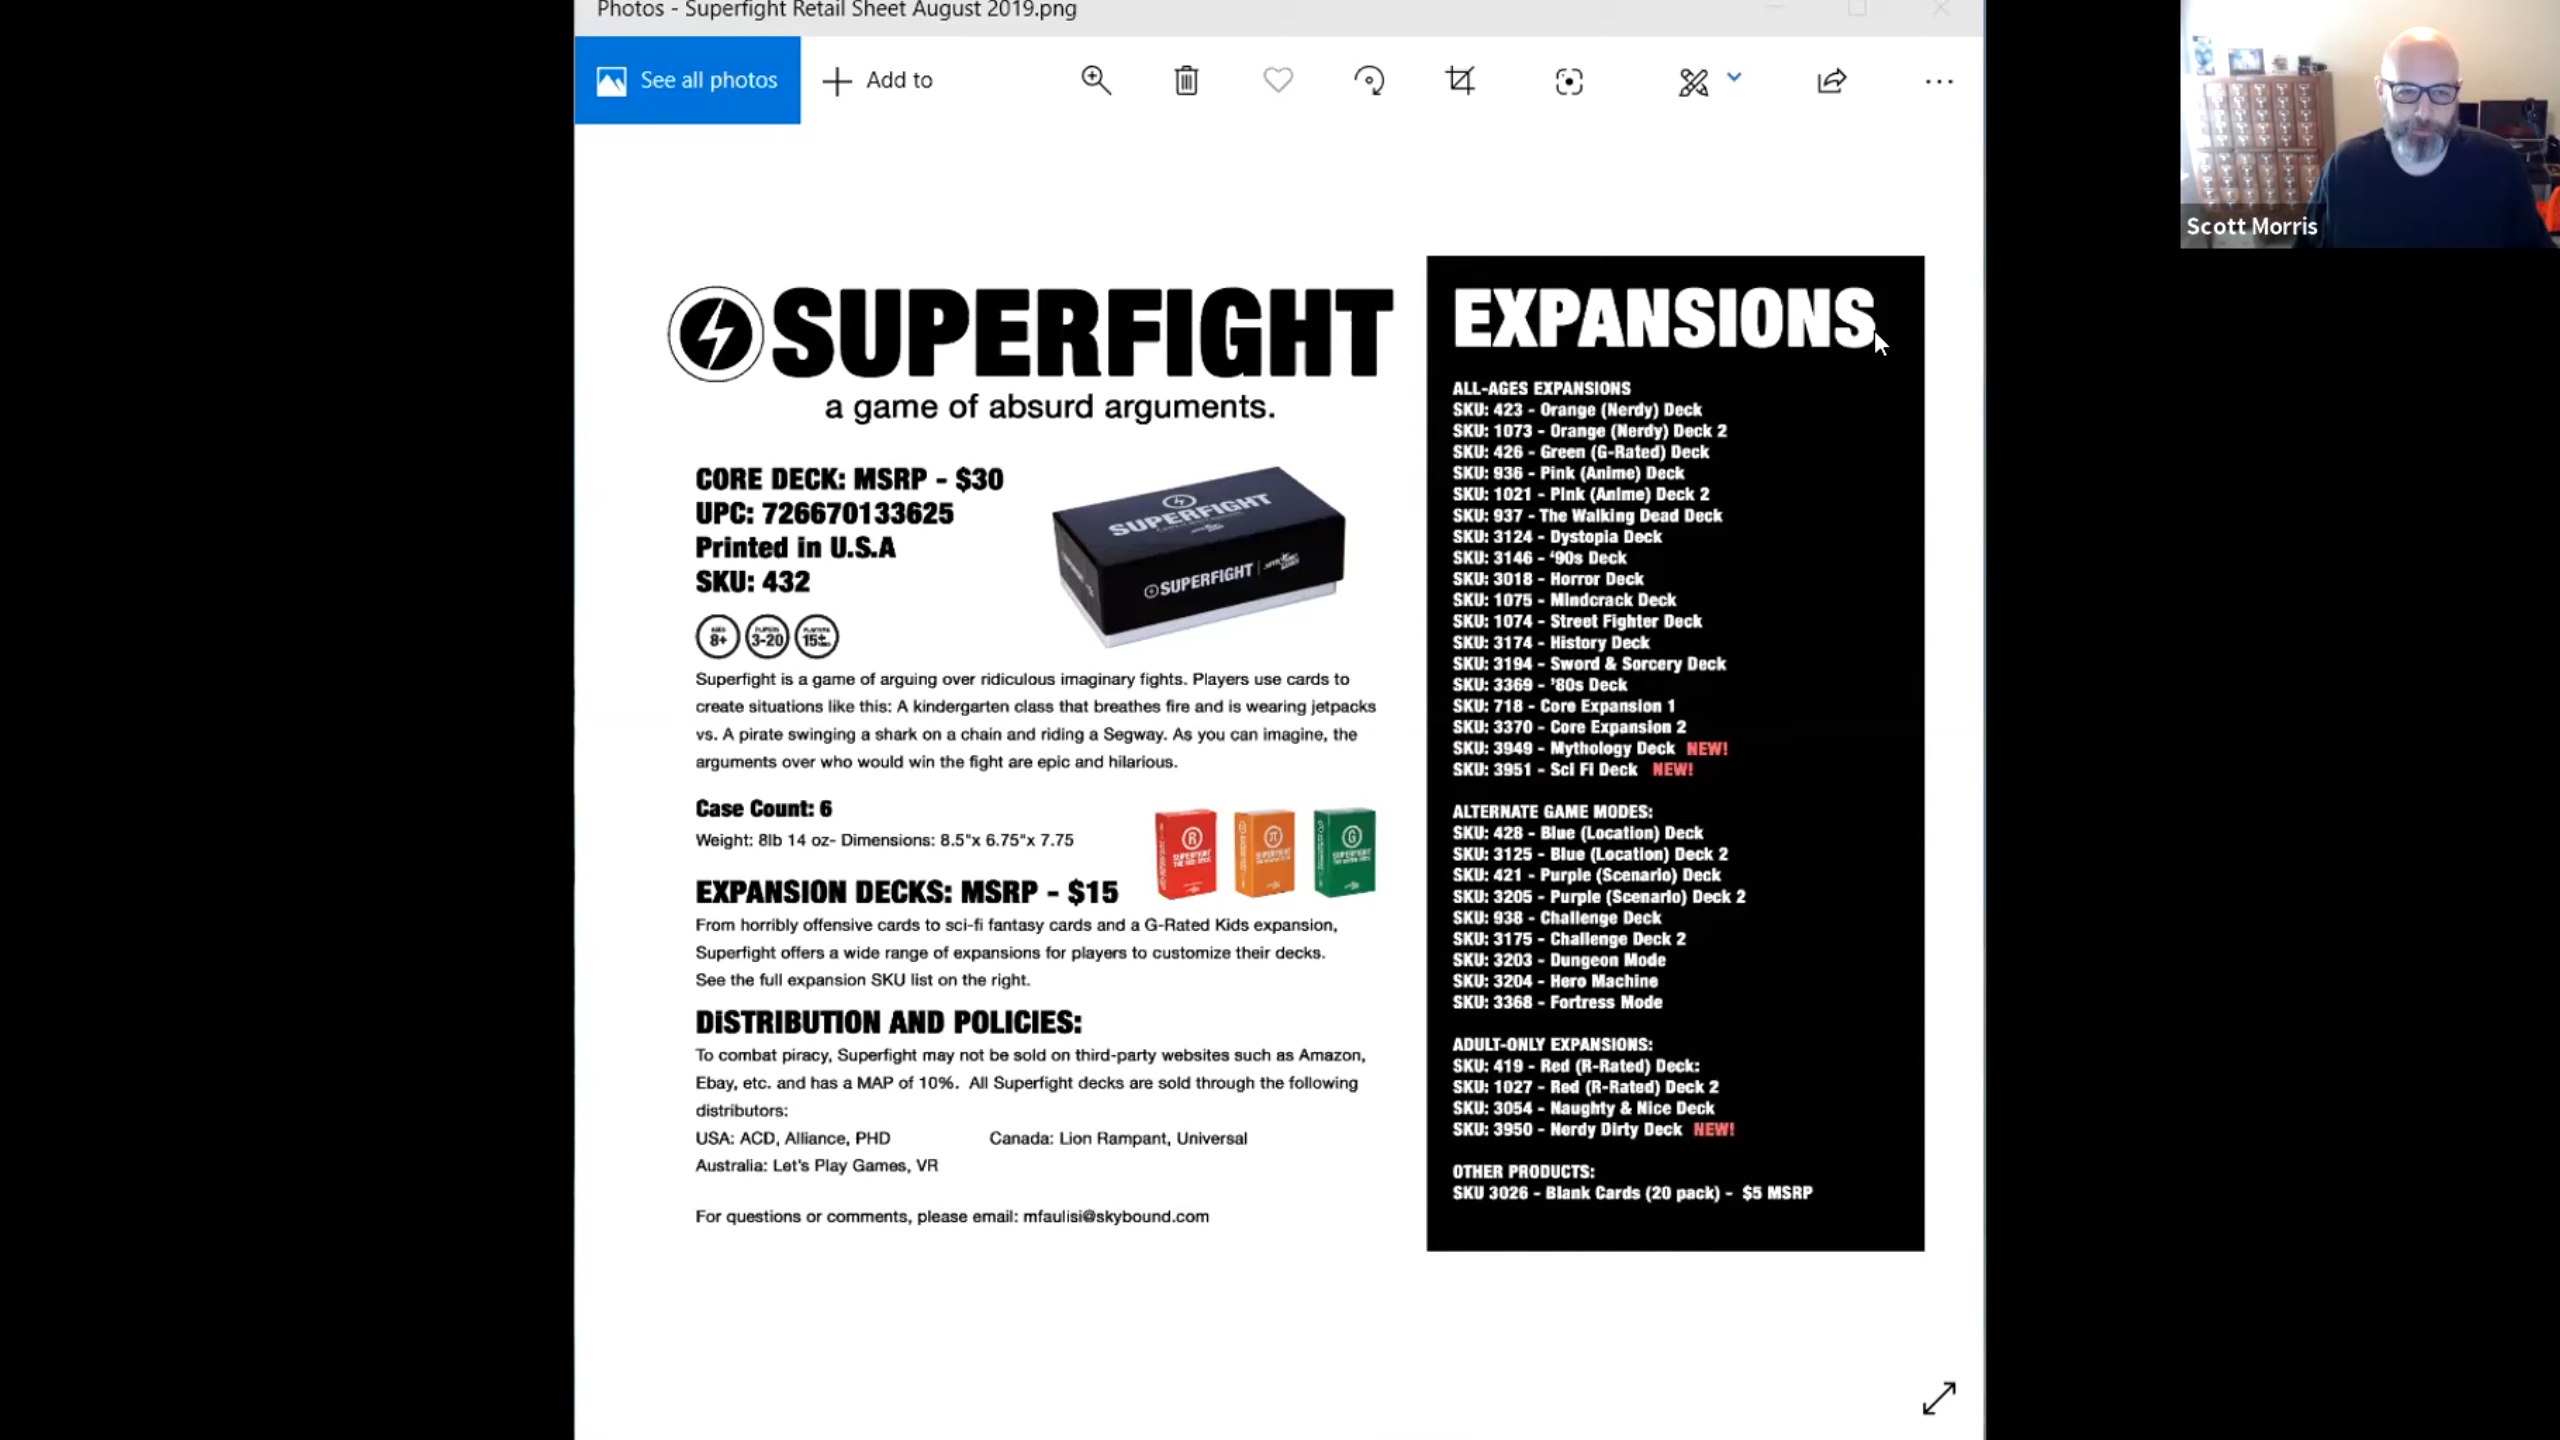 Photos - Superfight Retail Sheet August 2019.png
See all photos
Add to
Scott Morris
SUPERFIGHT
a game of absurd arguments.
CORE DECK: MSRP - $30
UPC: 726670133625
Printed in U.S.A
SKU: 432
SUPERFIGHT
SUPERFIGHT
8+
3-20
15+
Superfight is a game of arguing over ridiculous imaginary fights. Players use cards to
create situations like this: A kindergarten class that breathes fire and is wearing jetpacks
vs. A pirate swinging a shark on a chain and riding a Segway. As you can imagine, the
arguments over who would win the fight are epic and hilarious.
Case Count: 6
Weight: 8lb 14 oz- Dimensions: 8.5"x 6.75"x 7.75
R
SUPERFIGHT
π
SUPERFIGHT
G
SUPERFIGHT
EXPANSION DECKS: MSRP - $15
From horribly offensive cards to sci-fi fantasy cards and a G-Rated Kids expansion,
Superfight offers a wide range of expansions for players to customize their decks.
See the full expansion SKU list on the right.
DiSTRIBUTION AND POLICIES:
To combat piracy, Superfight may not be sold on third-party websites such as Amazon,
Ebay, etc. and has a MAP of 10%. All Superfight decks are sold through the following
distributors:
USA: ACD, Alliance, PHD
Canada: Lion Rampant, Universal
Australia: Let's Play Games, VR
For questions or comments, please email: mfaulisi@skybound.com
EXPANSIONS
ALL-AGES EXPANSIONS
SKU: 423 - Orange (Nerdy) Deck
SKU: 1073 - Orange (Nerdy) Deck 2
SKU: 426 - Green (G-Rated) Deck
SKU: 936 - Pink (Anime) Deck
SKU: 1021 - Pink (Anime) Deck 2
SKU: 937 - The Walking Dead Deck
SKU: 3124 - Dystopia Deck
SKU: 3146 - ‘90s Deck
SKU: 3018 - Horror Deck
SKU: 1075 - Mindcrack Deck
SKU: 1074 - Street Fighter Deck
SKU: 3174 - History Deck
SKU: 3194 - Sword & Sorcery Deck
SKU: 3369 - ’80s Deck
SKU: 718 - Core Expansion 1
SKU: 3370 - Core Expansion 2
SKU: 3949 - Mythology Deck NEW!
SKU: 3951 - Sci Fi Deck NEW!
ALTERNATE GAME MODES:
SKU: 428 - Blue (Location) Deck
SKU: 3125 - Blue (Location) Deck 2
SKU: 421 - Purple (Scenario) Deck
SKU: 3205 - Purple (Scenario) Deck 2
SKU: 938 - Challenge Deck
SKU: 3175 - Challenge Deck 2
SKU: 3203 - Dungeon Mode
SKU: 3204 - Hero Machine
SKU: 3368 - Fortress Mode
ADULT-ONLY EXPANSIONS:
SKU: 419 - Red (R-Rated) Deck:
SKU: 1027 - Red (R-Rated) Deck 2
SKU: 3054 - Naughty & Nice Deck
SKU: 3950 - Nerdy Dirty Deck NEW!
OTHER PRODUCTS:
SKU 3026 - Blank Cards (20 pack) - $5 MSRP